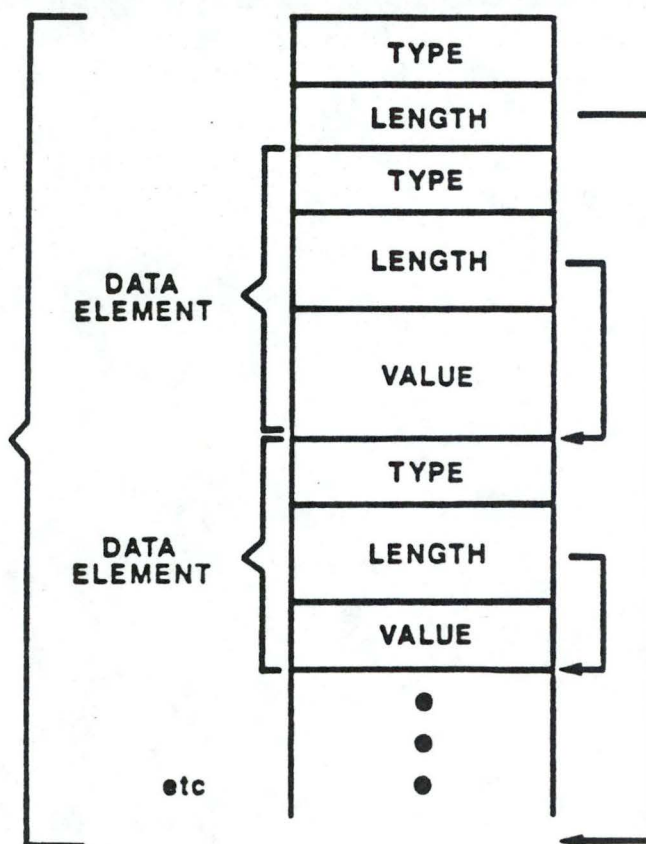 TYPE
LENGTH
TYPE
DATA
ELEMENT
LENGTH
VALUE
TYPE
DATA
ELEMENT
LENGTH
VALUE
etc